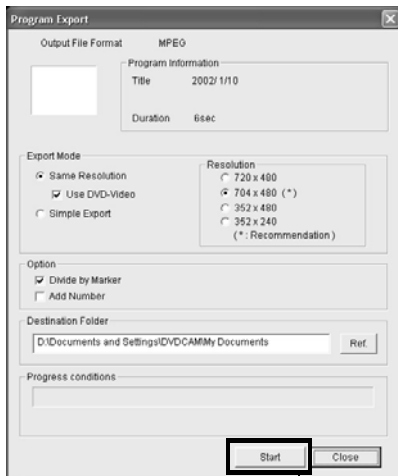 Program Export
Output File Format MPEG
Program Information
Title 2002/ 1/10
Duration 6sec
Export Mode
Same Resolution
Use DVD-Video
Simple Export
Resolution
720 x 480
704 x 480 (*)
352 x 480
352 x 240
(*: Recommendation)
Option
Divide by Marker
Add Number
Destination Folder
D:\Documents and Settings\DVDCAM\My Documents
Ref.
Progress conditions
Start Close